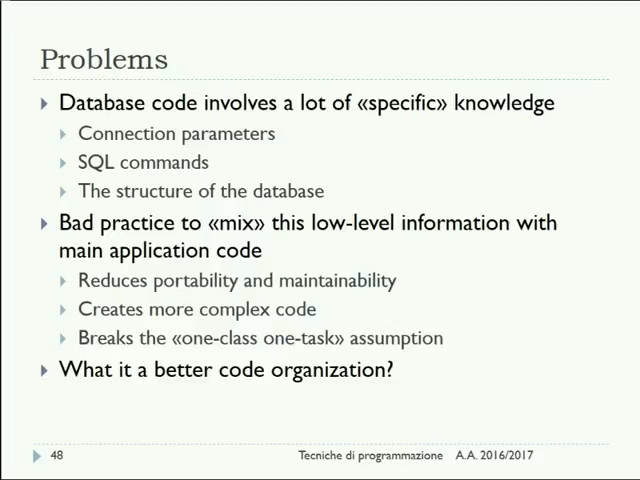 Problems
Database code involves a lot of «specific» knowledge
Connection parameters
SQL commands
The structure of the database
Bad practice to «mix» this low-level information with
main application code
Reduces portability and maintainability
Creates more complex code
Breaks the «one-class one-task» assumption
What it a better code organization?
48 Tecniche di programmazione A.A. 2016/2017